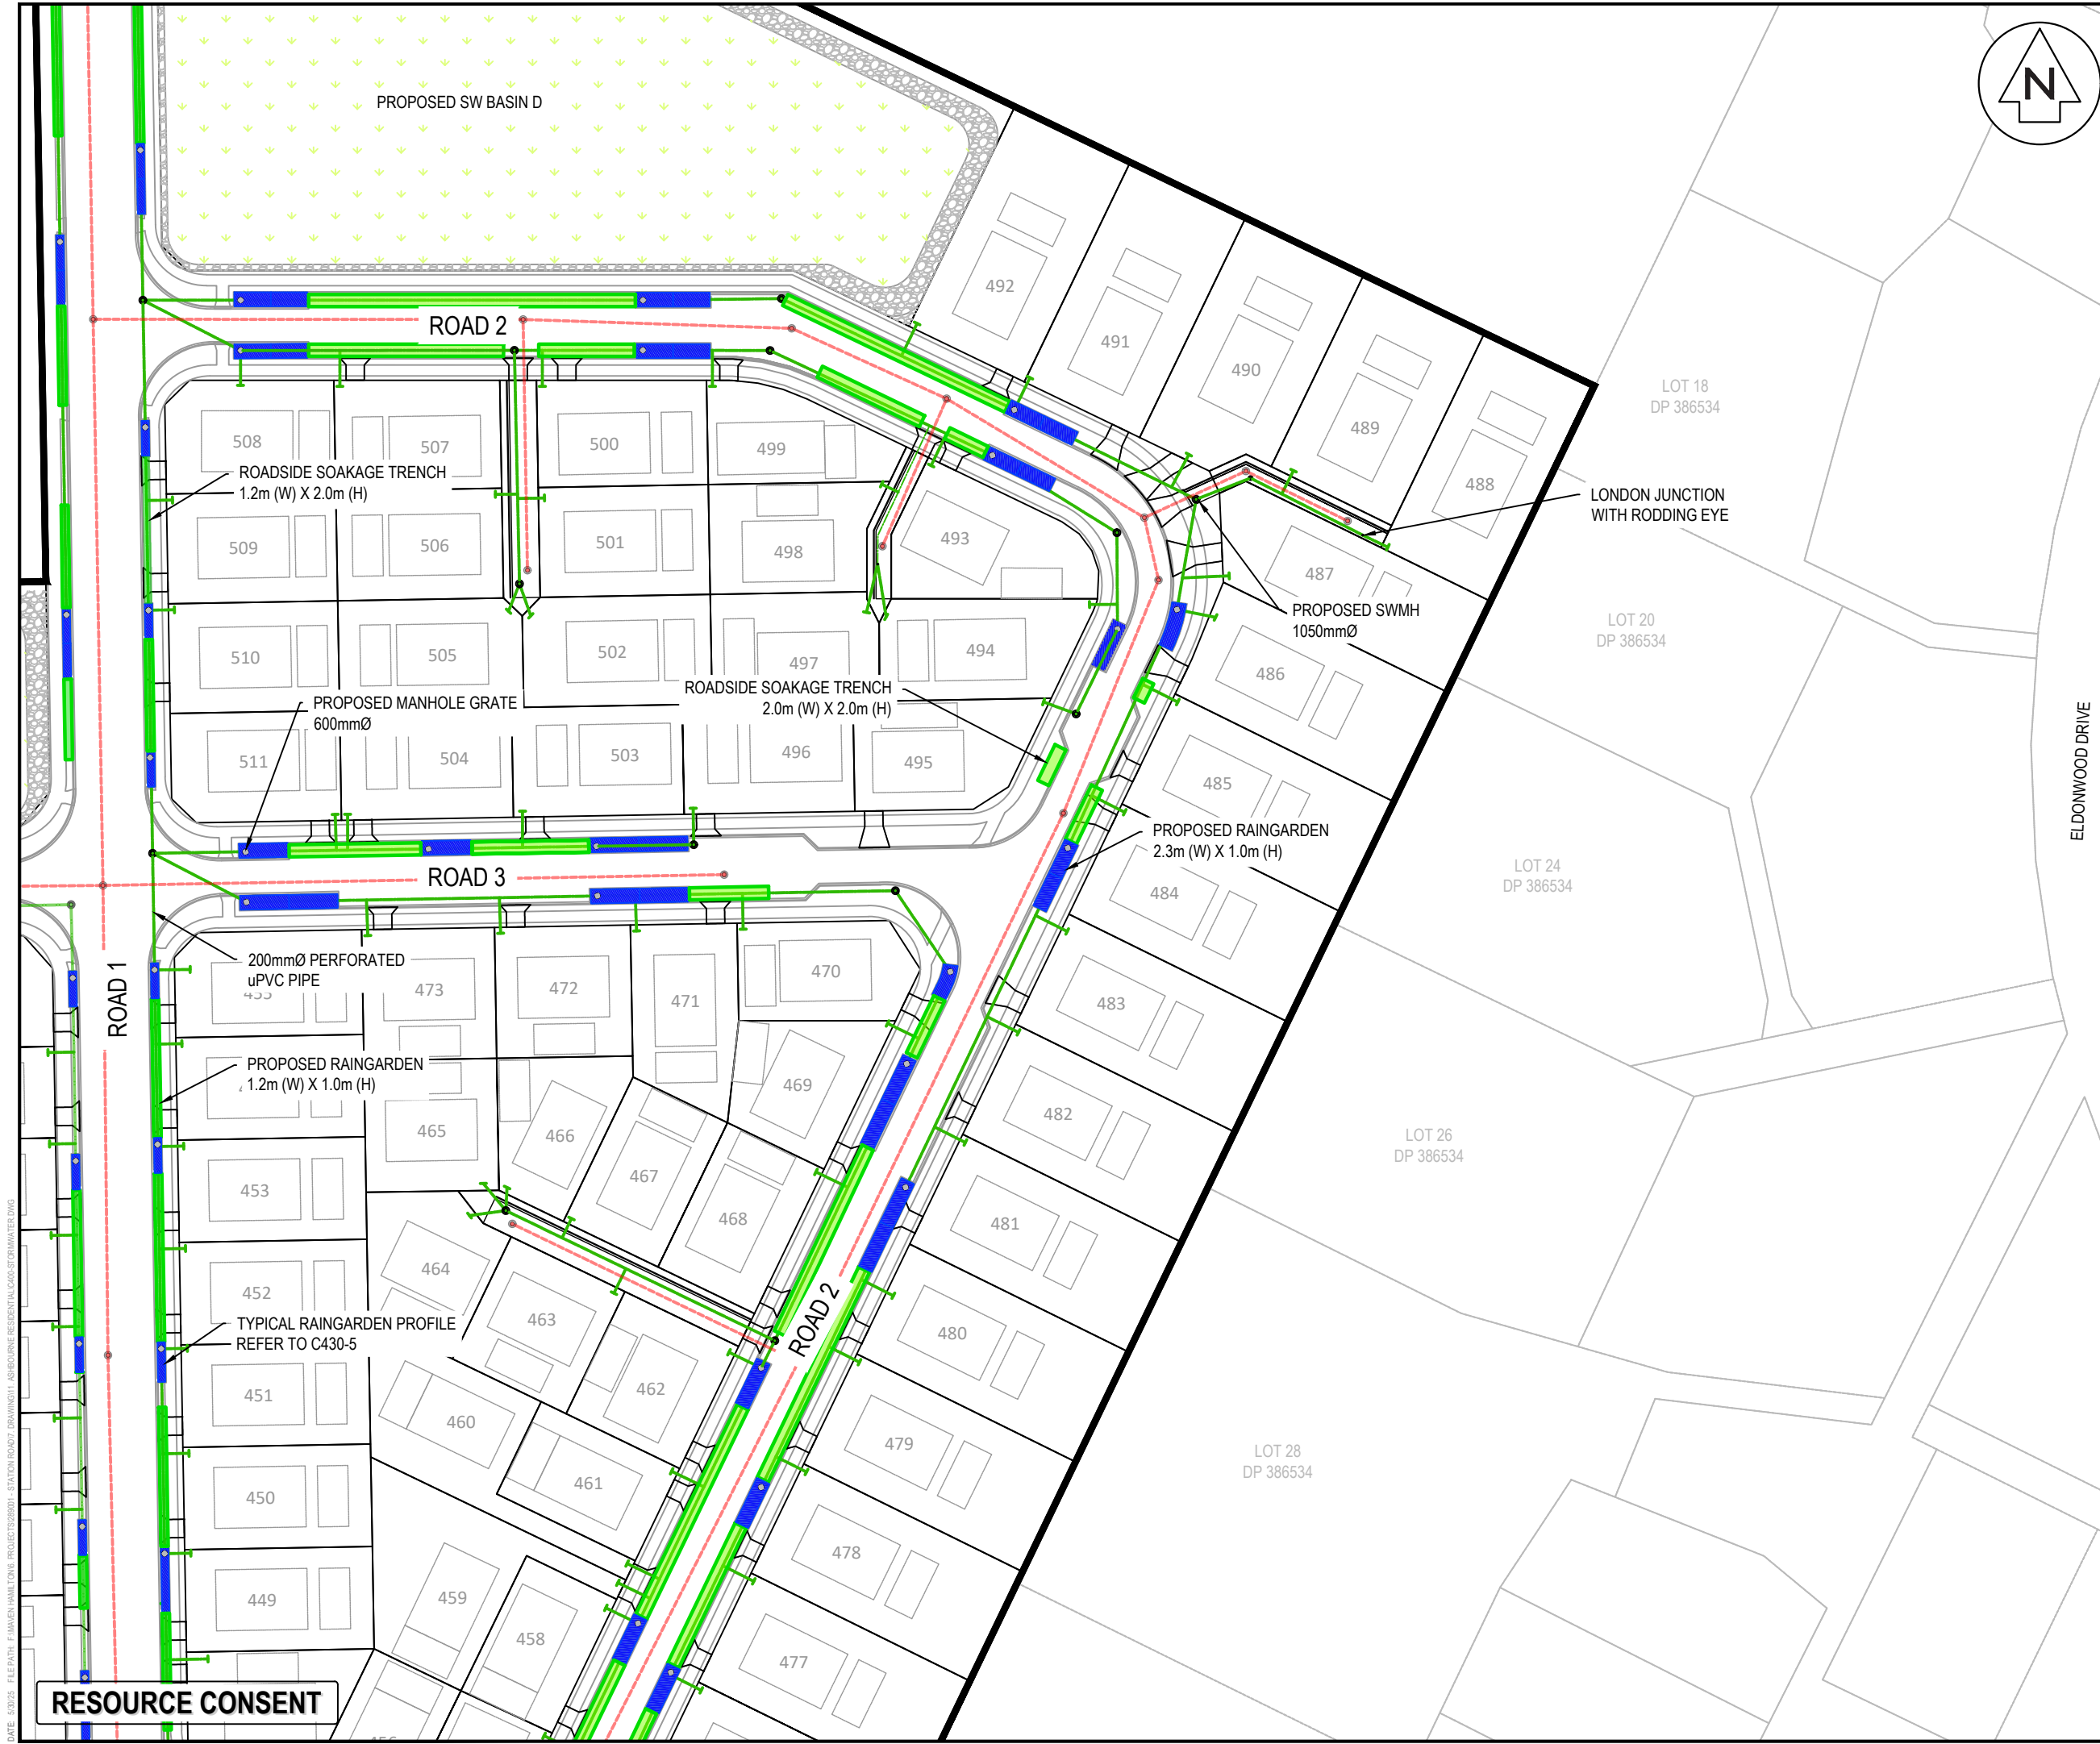 N
PROPOSED SW BASIN D
ROAD 2
492
491
490
489
488
LOT 18
DP 386534
508
507
500
499
ROADSIDE SOAKAGE TRENCH
1.2m (W) X 2.0m (H)
LONDON JUNCTION
WITH RODDING EYE
509
506
501
498
493
487
PROPOSED SWMH
1050mmØ
LOT 20
DP 386534
510
505
502
497
494
486
ROADSIDE SOAKAGE TRENCH
2.0m (W) X 2.0m (H)
PROPOSED MANHOLE GRATE
600mmØ
511
504
503
496
495
485
ELDONWOOD DRIVE
PROPOSED RAINGARDEN
2.3m (W) X 1.0m (H)
484
LOT 24
DP 386534
ROAD 3
200mmØ PERFORATED
uPVC PIPE
ROAD 1
473
472
471
470
483
PROPOSED RAINGARDEN
1.2m (W) X 1.0m (H)
465
466
469
482
LOT 26
DP 386534
453
467
468
481
452
464
463
480
ROAD 2
TYPICAL RAINGARDEN PROFILE
REFER TO C430-5
451
460
462
479
LOT 28
DP 386534
450
461
478
449
459
458
477
RESOURCE CONSENT